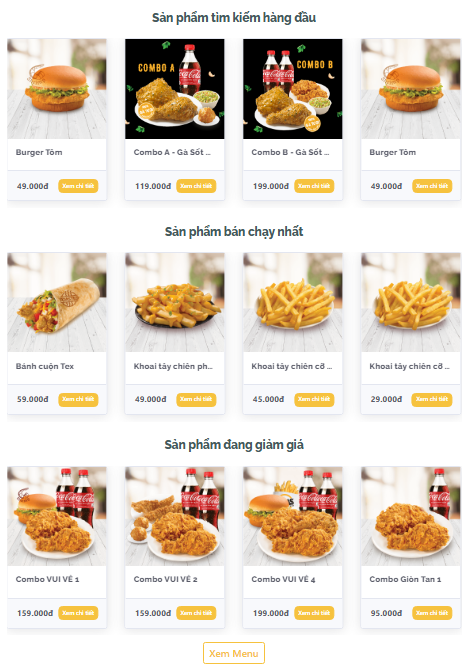 Sản phẩm tìm kiếm hàng đầu
COMBO A
COMBO B
Burger Tôm
Combo A - Gà Sốt ...
Combo B - Gà Sốt ...
Burger Tôm
49.000đ Xem chi tiết
119.000đ Xem chi tiết
199.000đ Xem chi tiết
49.000đ Xem chi tiết
Sản phẩm bán chạy nhất
Bánh cuộn Tex
Khoai tây chiên ph...
Khoai tây chiên cỡ ...
Khoai tây chiên cỡ ...
59.000đ Xem chi tiết
49.000đ Xem chi tiết
45.000đ Xem chi tiết
29.000đ Xem chi tiết
Sản phẩm đang giảm giá
Combo VUI VẺ 1
Combo VUI VẺ 2
Combo VUI VẺ 4
Combo Giòn Tan 1
159.000đ Xem chi tiết
159.000đ Xem chi tiết
199.000đ Xem chi tiết
95.000đ Xem chi tiết
Xem Menu